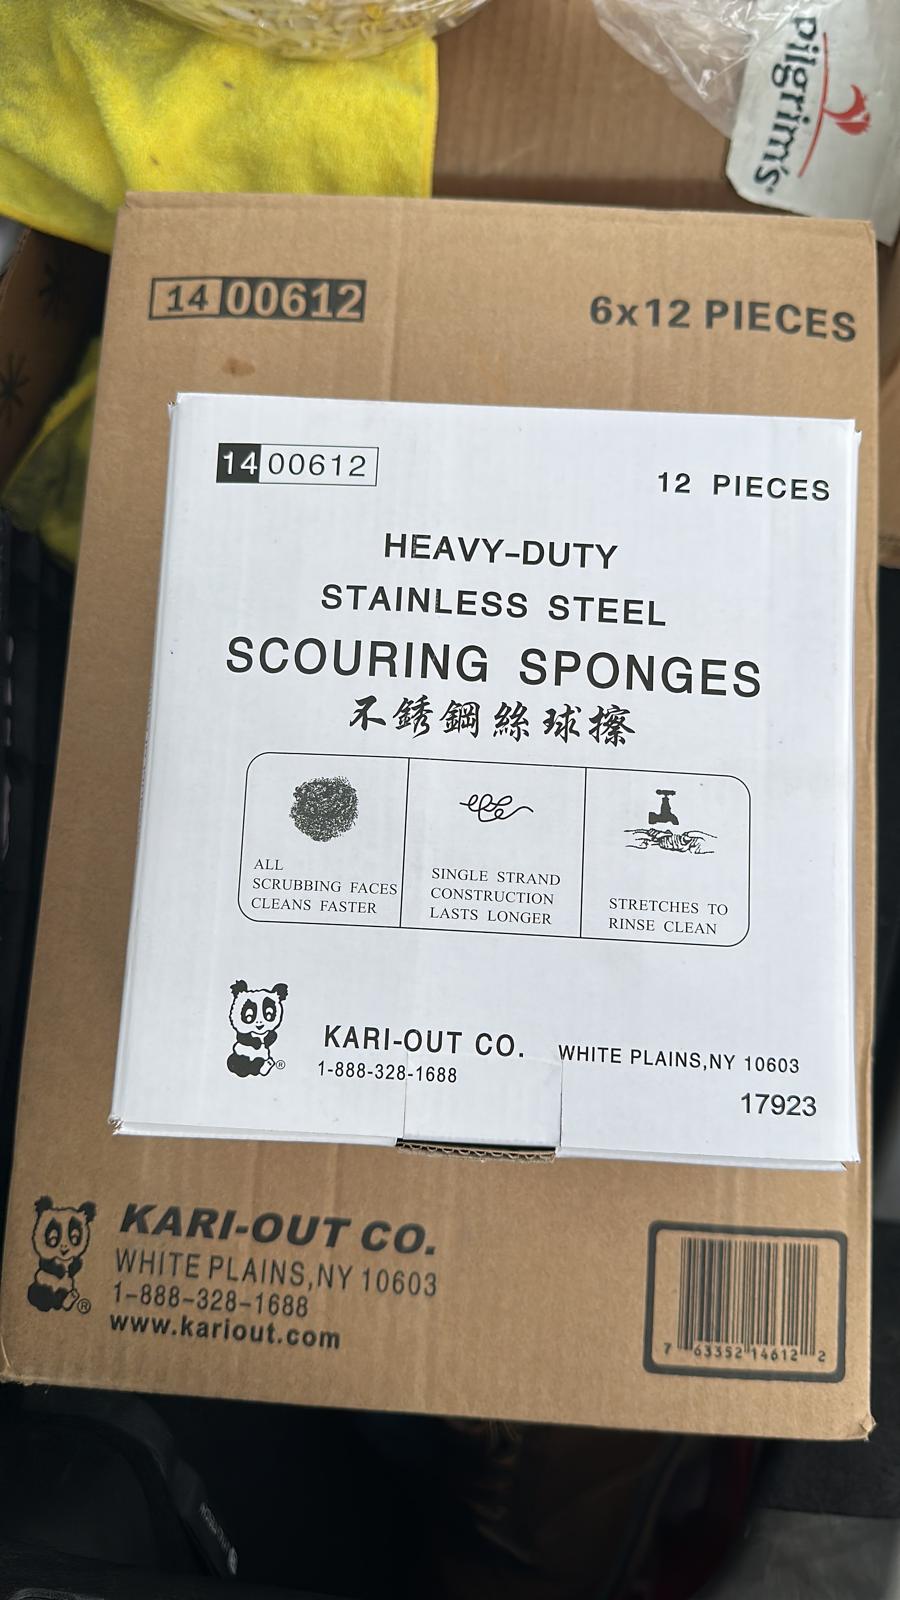 Pilgrim's
14 00612
6x12 PIECES
14 00612
12 PIECES
HEAVY-DUTY
STAINLESS STEEL
SCOURING SPONGES
不銹鋼絲球擦
ALL
SCRUBBING FACES
CLEANS FASTER
SINGLE STRAND
CONSTRUCTION
LASTS LONGER
STRETCHES TO
RINSE CLEAN
®
KARI-OUT CO.
WHITE PLAINS,NY 10603
1-888-328-1688
17923
KARI-OUT CO.
WHITE PLAINS,NY 10603
1-888-328-1688
®
www.kariout.com
7 63352 14612 2